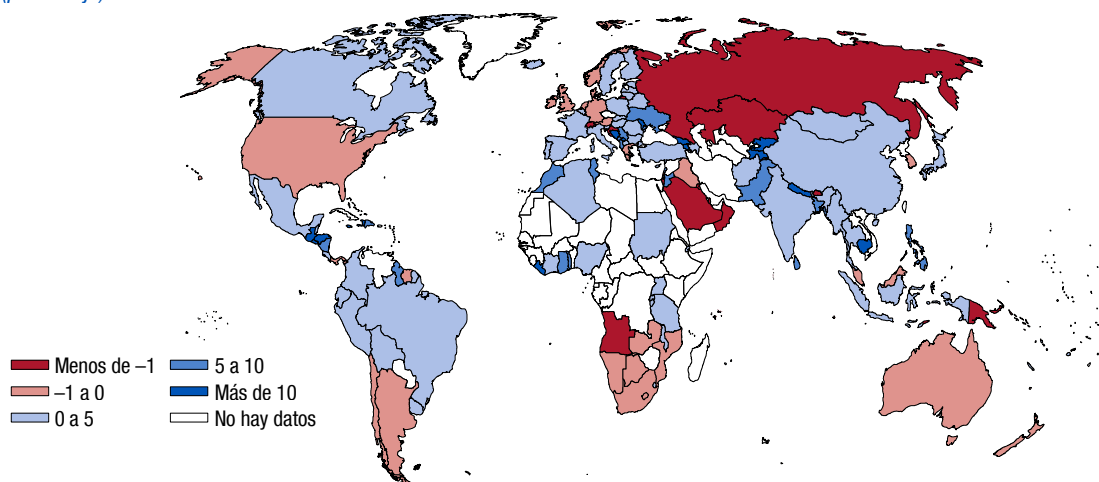 Menos de –1
–1 a 0
0 a 5
5 a 10
Más de 10
No hay datos